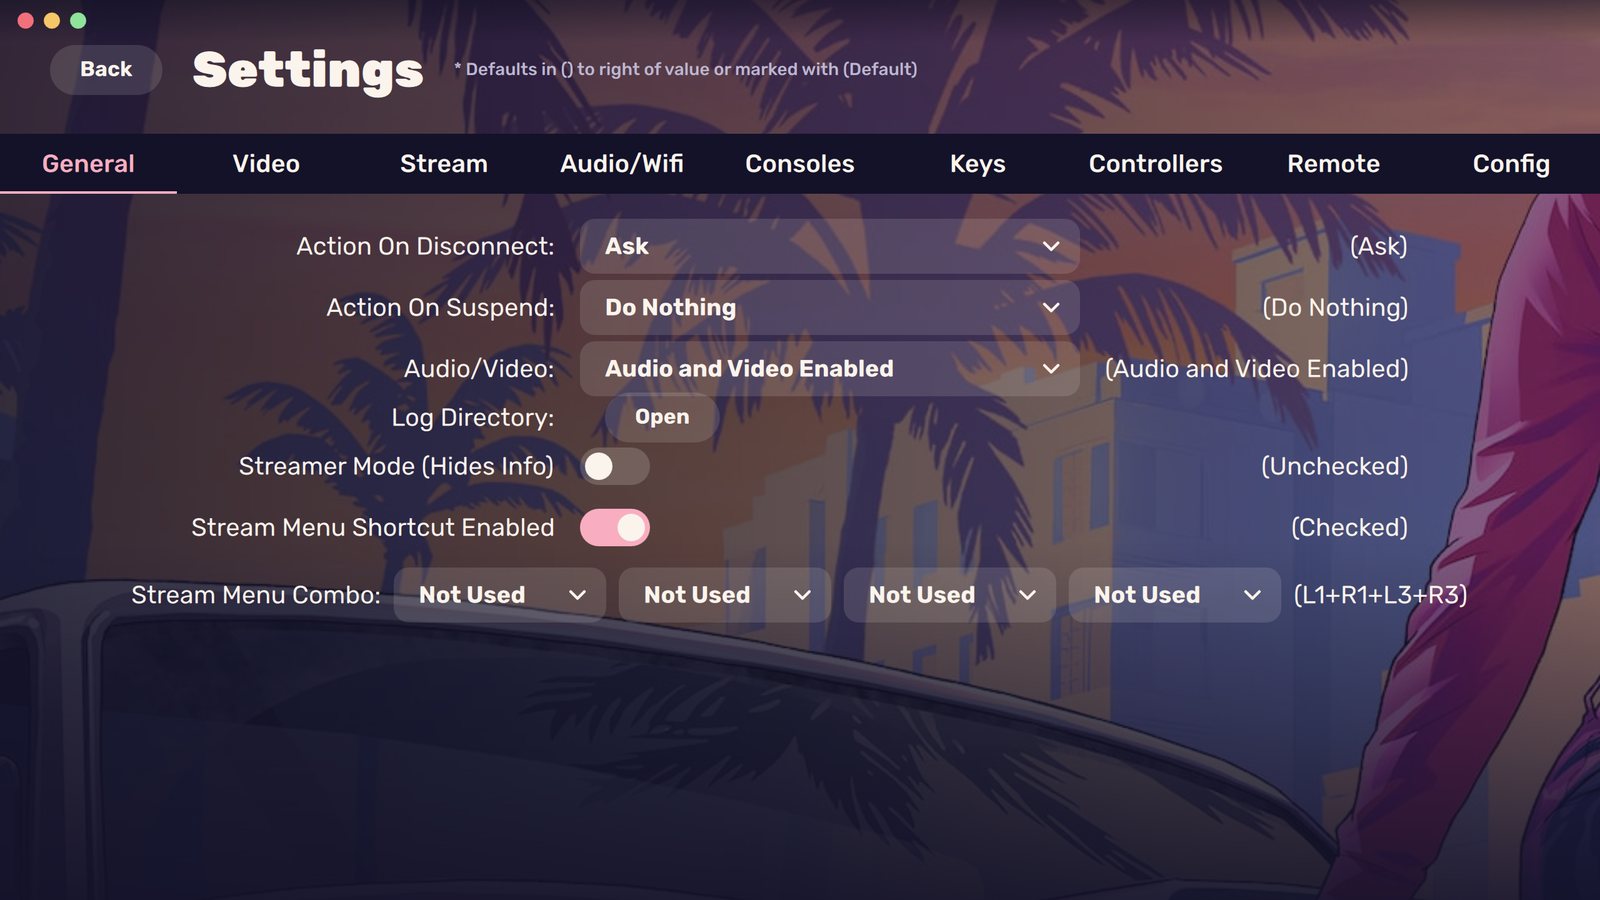 Back Settings * Defaults in () to right of value or marked with (Default)
General Video Stream Audio/Wifi Consoles Keys Controllers Remote Config
Action On Disconnect: Ask (Ask)
Action On Suspend: Do Nothing (Do Nothing)
Audio/Video: Audio and Video Enabled (Audio and Video Enabled)
Log Directory: Open
Streamer Mode (Hides Info) (Unchecked)
Stream Menu Shortcut Enabled (Checked)
Stream Menu Combo: Not Used Not Used Not Used Not Used (L1+R1+L3+R3)